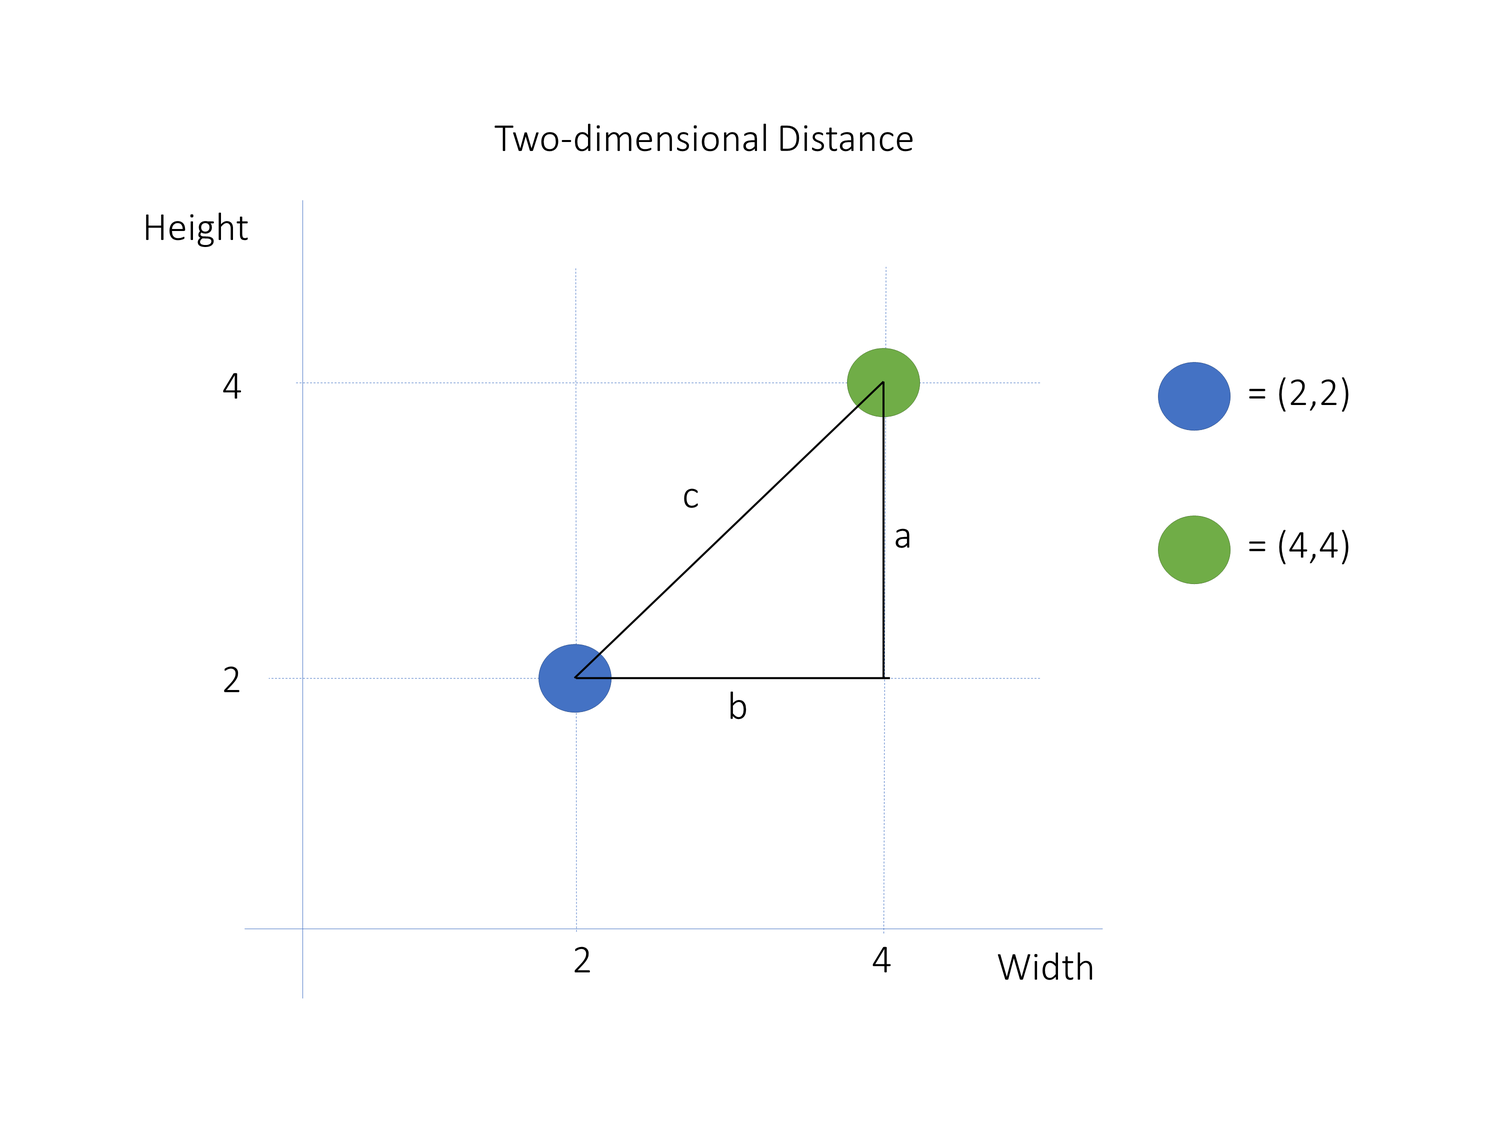 Two-dimensional Distance
Height
4
= (2,2)
c
a
= (4,4)
2
b
2
4
Width